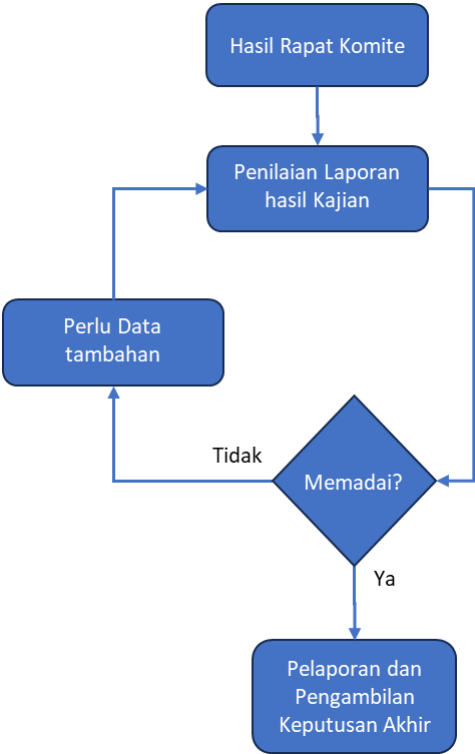 Hasil Rapat Komite
Penilaian Laporan
hasil Kajian
Perlu Data
tambahan
Tidak
Memadai?
Ya
Pelaporan dan
Pengambilan
Keputusan Akhir